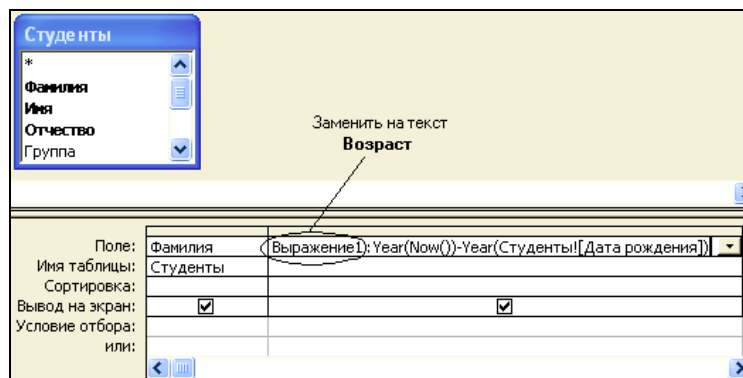 Студенты
*
Фамилия
Имя
Отчество
Группа
Заменить на текст
Возраст
Поле: Фамилия Выражение1: Year(Now())-Year(Студенты![Дата рождения])
Имя таблицы: Студенты
Сортировка:
Вывод на экран:
Условие отбора:
или: